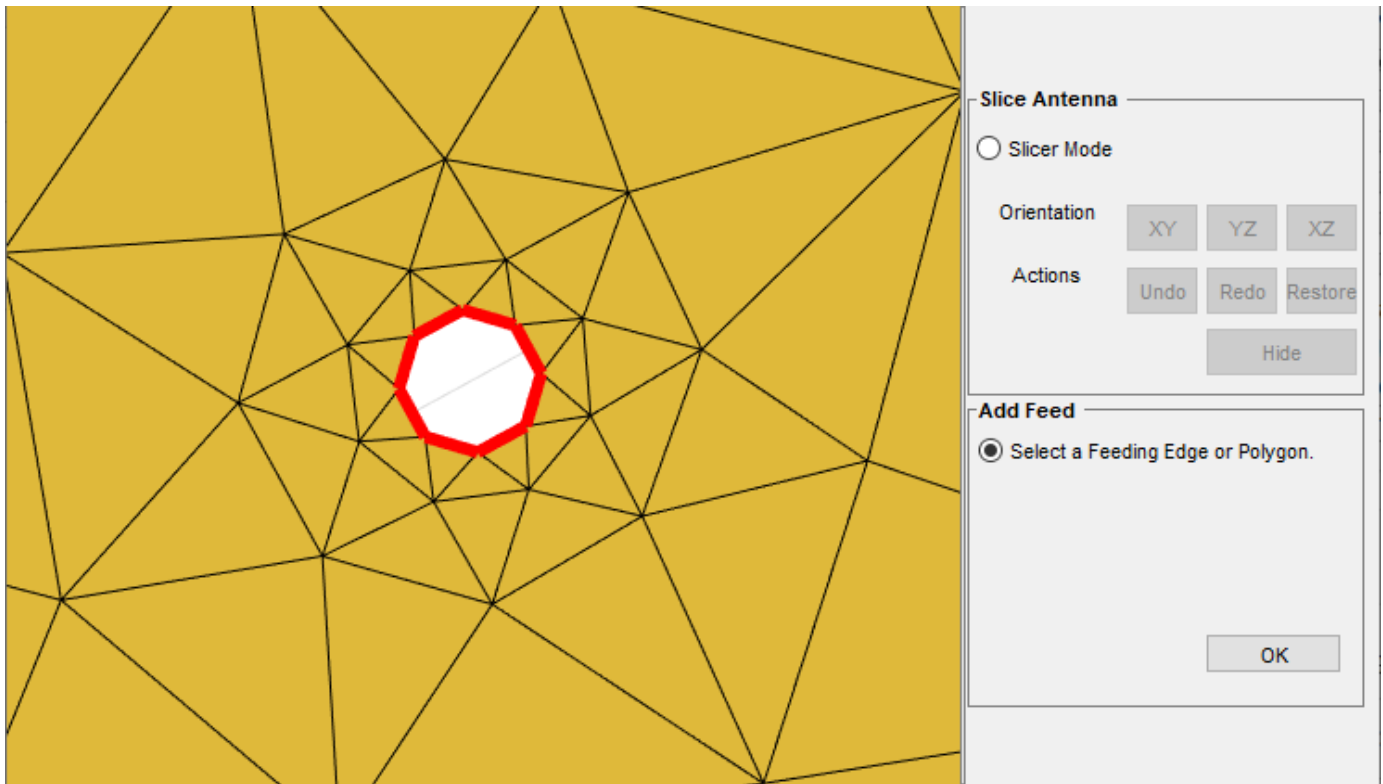 Slice Antenna
Slicer Mode
Orientation XY YZ XZ
Actions Undo Redo Restore
Hide
Add Feed
Select a Feeding Edge or Polygon.
OK